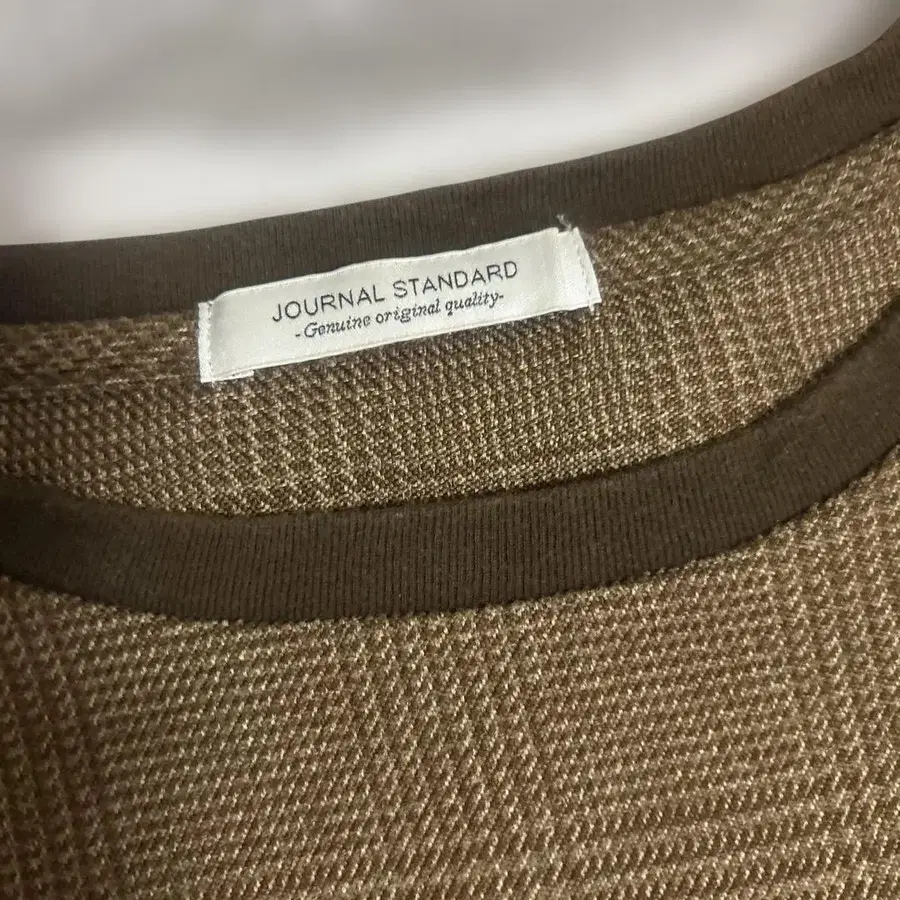 JOURNAL STANDARD
-Genuine original quality-